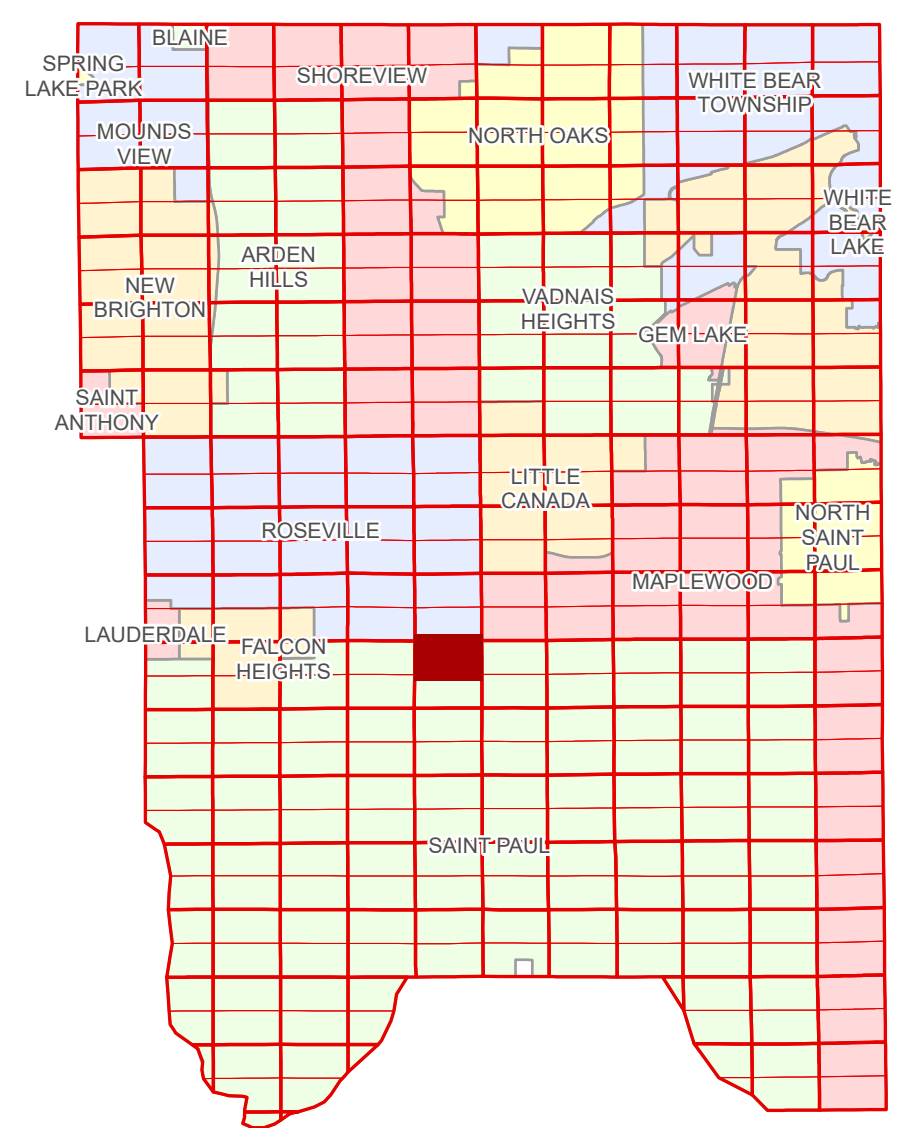 BLAINE
SPRING
LAKE PARK
SHOREVIEW
WHITE BEAR
TOWNSHIP
MOUNDS
VIEW
NORTH OAKS
WHITE
BEAR
LAKE
ARDEN
HILLS
NEW
BRIGHTON
VADNAIS
HEIGHTS
GEM LAKE
SAINT
ANTHONY
LITTLE
CANADA
ROSEVILLE
NORTH
SAINT
PAUL
MAPLEWOOD
LAUDERDALE
FALCON
HEIGHTS
SAINT PAUL